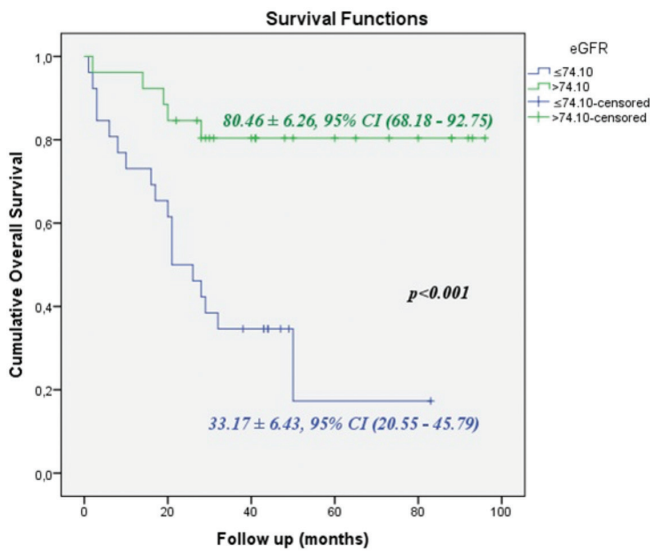 Survival Functions
eGFR
≤74.10
>74.10
≤74.10-censored
>74.10-censored
1,0
0,8
0,6
0,4
0,2
0,0
Cumulative Overall Survival
80.46 ± 6.26, 95% CI (68.18 - 92.75)
p<0.001
33.17 ± 6.43, 95% CI (20.55 - 45.79)
0 20 40 60 80 100
Follow up (months)